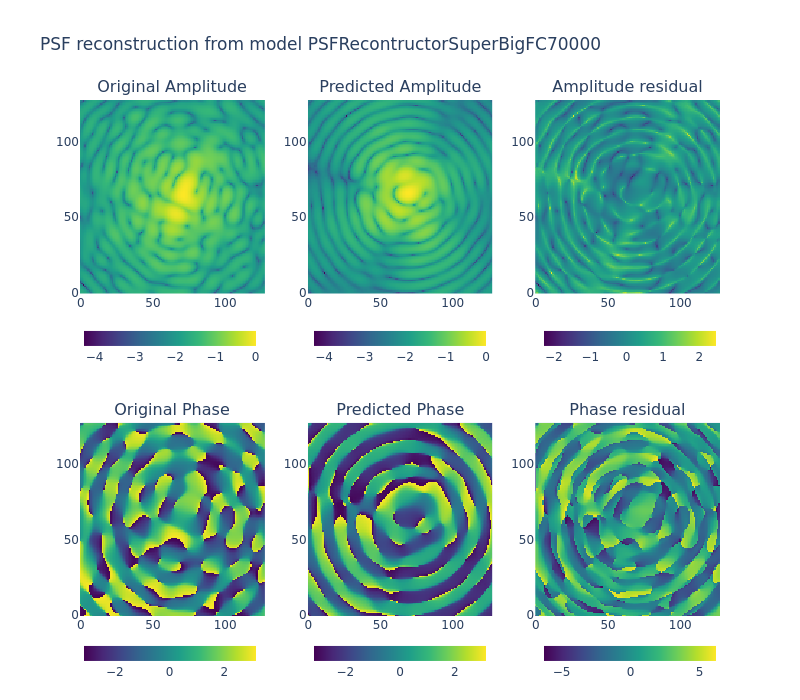 PSF reconstruction from model PSFRecontructorSuperBigFC70000
Original Amplitude Predicted Amplitude Amplitude residual
100 100 100
50 50 50
0 0 0
0 50 100 0 50 100 0 50 100
−4 −3 −2 −1 0 −4 −3 −2 −1 0 −2 −1 0 1 2
Original Phase Predicted Phase Phase residual
100 100 100
50 50 50
0 0 0
0 50 100 0 50 100 0 50 100
−2 0 2 −2 0 2 −5 0 5